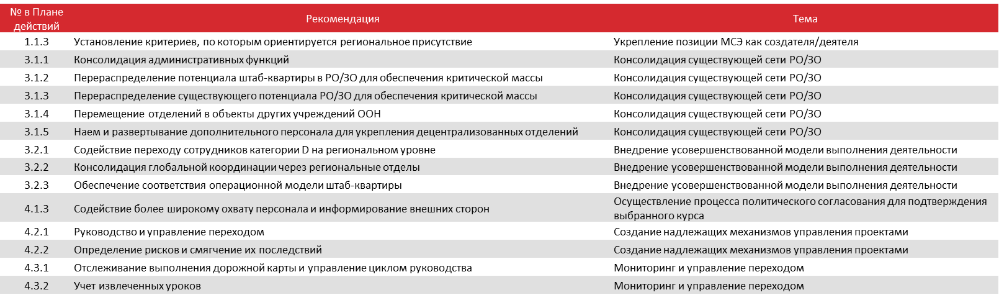 № в Плане действий Рекомендация Тема
1.1.3 Установление критериев, по которым ориентируется региональное присутствие Укрепление позиции МСЭ как создателя/деятеля
3.1.1 Консолидация административных функций Консолидация существующей сети РО/ЗО
3.1.2 Перераспределение потенциала штаб-квартиры в РО/ЗО для обеспечения критической массы Консолидация существующей сети РО/ЗО
3.1.3 Перераспределение существующего потенциала РО/ЗО для обеспечения критической массы Консолидация существующей сети РО/ЗО
3.1.4 Перемещение отделений в объекты других учреждений ООН Консолидация существующей сети РО/ЗО
3.1.5 Наем и развертывание дополнительного персонала для укрепления децентрализованных отделений Консолидация существующей сети РО/ЗО
3.2.1 Содействие переходу сотрудников категории D на региональном уровне Внедрение усовершенствованной модели выполнения деятельности
3.2.2 Консолидация глобальной координации через региональные отделы Внедрение усовершенствованной модели выполнения деятельности
3.2.3 Обеспечение соответствия операционной модели штаб-квартиры Внедрение усовершенствованной модели выполнения деятельности
4.1.3 Содействие более широкому охвату персонала и информирование внешних сторон Осуществление процесса политического согласования для подтверждения
выбранного курса
4.2.1 Руководство и управление переходом Создание надлежащих механизмов управления проектами
4.2.2 Определение рисков и смягчение их последствий Создание надлежащих механизмов управления проектами
4.3.1 Отслеживание выполнения дорожной карты и управление циклом руководства Мониторинг и управление переходом
4.3.2 Учет извлеченных уроков Мониторинг и управление переходом